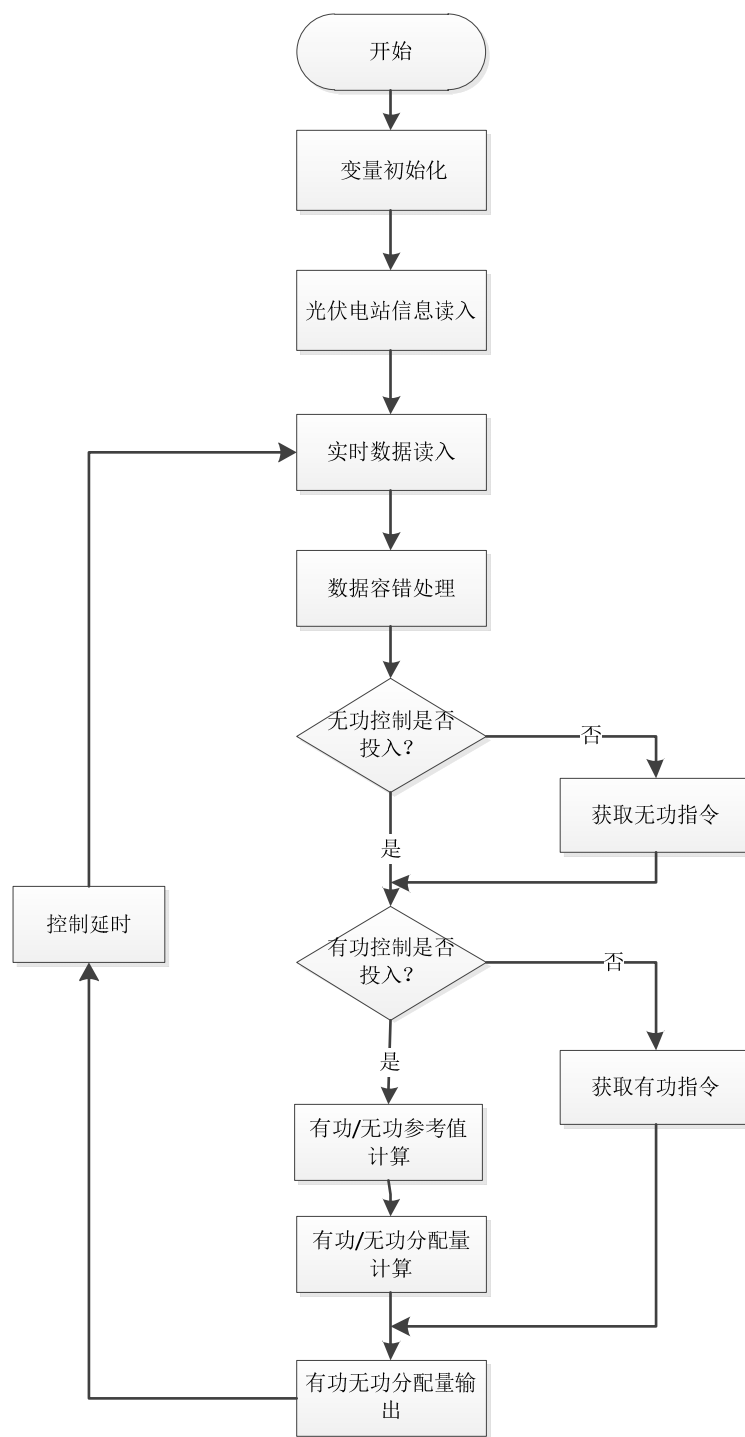 开始
变量初始化
光伏电站信息读入
实时数据读入
数据容错处理
无功控制是否
投入？
否
获取无功指令
是
控制延时
有功控制是否
投入？
否
获取有功指令
是
有功/无功参考值
计算
有功/无功分配量
计算
有功无功分配量输
出